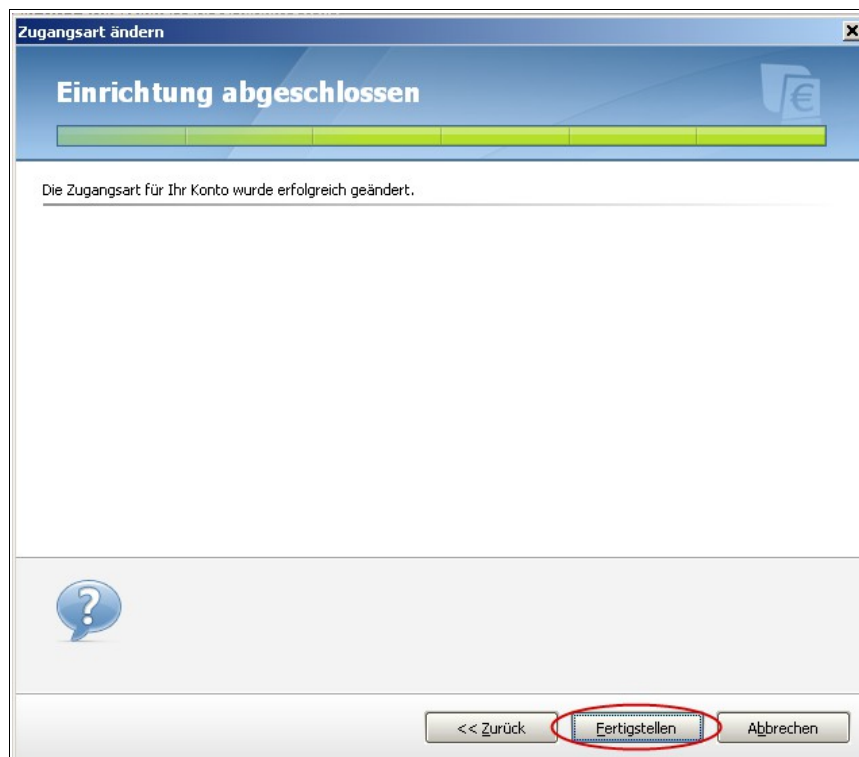 Zugangsart ändern
Einrichtung abgeschlossen
Die Zugangsart für Ihr Konto wurde erfolgreich geändert.
<< Zurück
Fertigstellen
Abbrechen